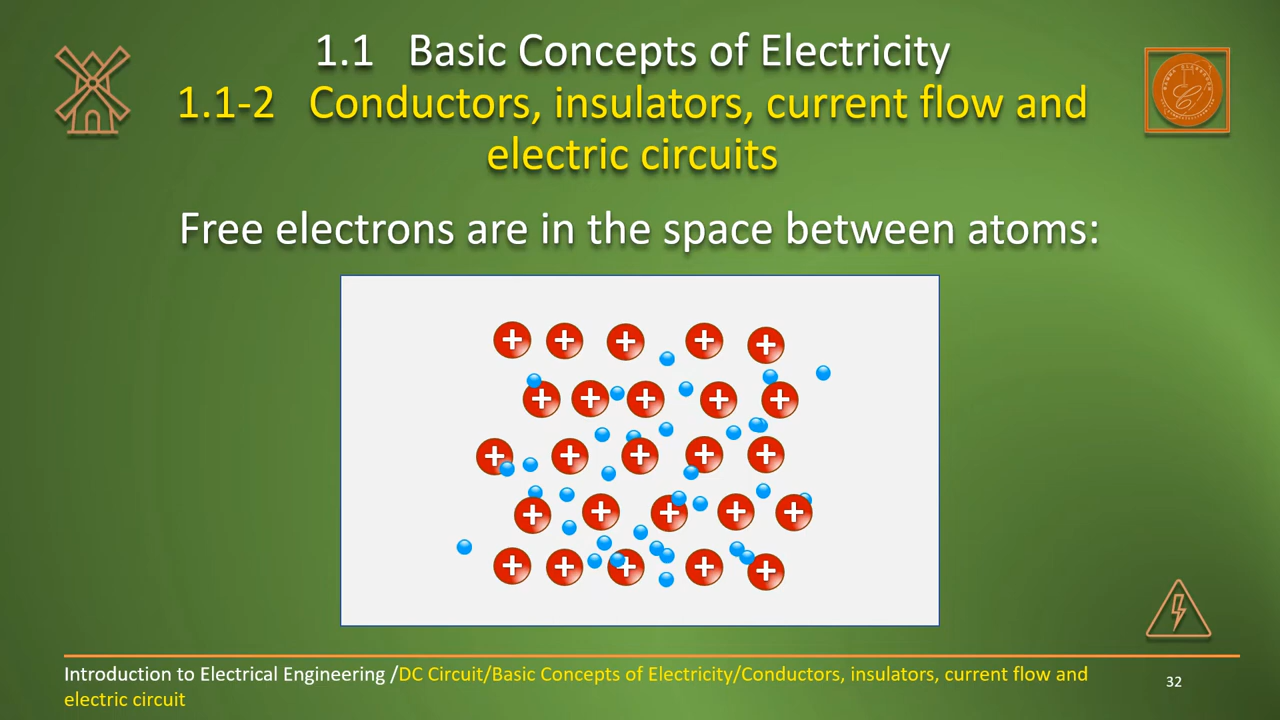 1.1 Basic Concepts of Electricity
1.1-2 Conductors, insulators, current flow and
electric circuits
Free electrons are in the space between atoms:
+ + + + +
+ + + + +
+ + + + +
+ + + + +
+ + + + +
Introduction to Electrical Engineering /DC Circuit/Basic Concepts of Electricity/Conductors, insulators, current flow and
electric circuit
32